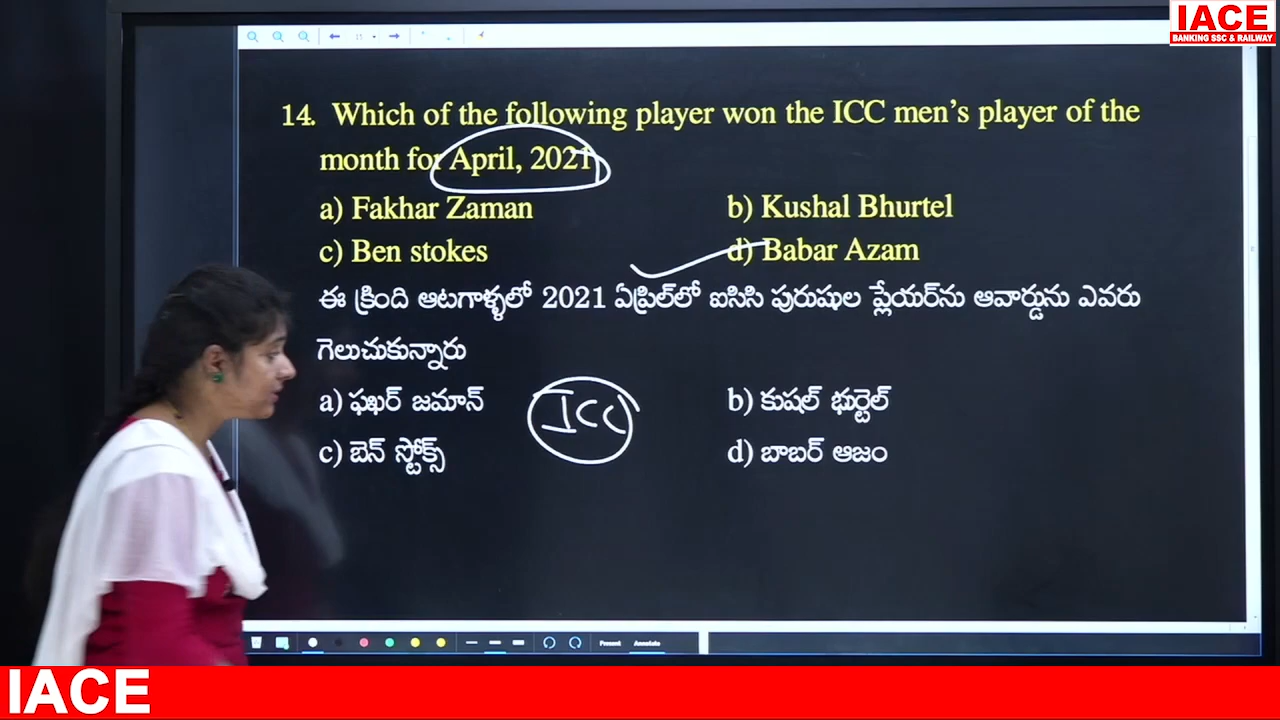 IACE
BANKING SSC & RAILWAY
14. Which of the following player won the ICC men's player of the
month for April, 2021
a) Fakhar Zaman b) Kushal Bhurtel
c) Ben stokes d) Babar Azam
ఈ క్రింది ఆటగాళ్ళలో 2021 ఏప్రిల్‌లో ఐసిసి పురుషుల ప్లేయర్‌ను ఆవార్డును ఎవరు
గెలుచుకున్నారు
a) ఫఖర్ జమాన్ b) కుషల్ భుర్టెల్
ICC
c) బెన్ స్టోక్స్ d) బాబర్ ఆజం
Present Annotate
IACE